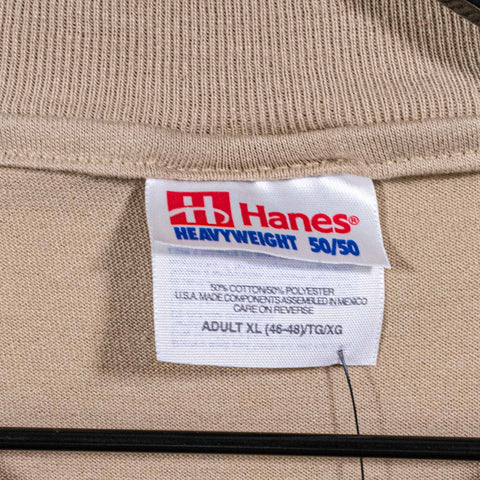 Hanes®
HEAVYWEIGHT 50/50
50% COTTON/50% POLYESTER
U.S.A. MADE COMPONENTS ASSEMBLED IN MEXICO
CARE ON REVERSE
ADULT XL (46-48)/TG/XG